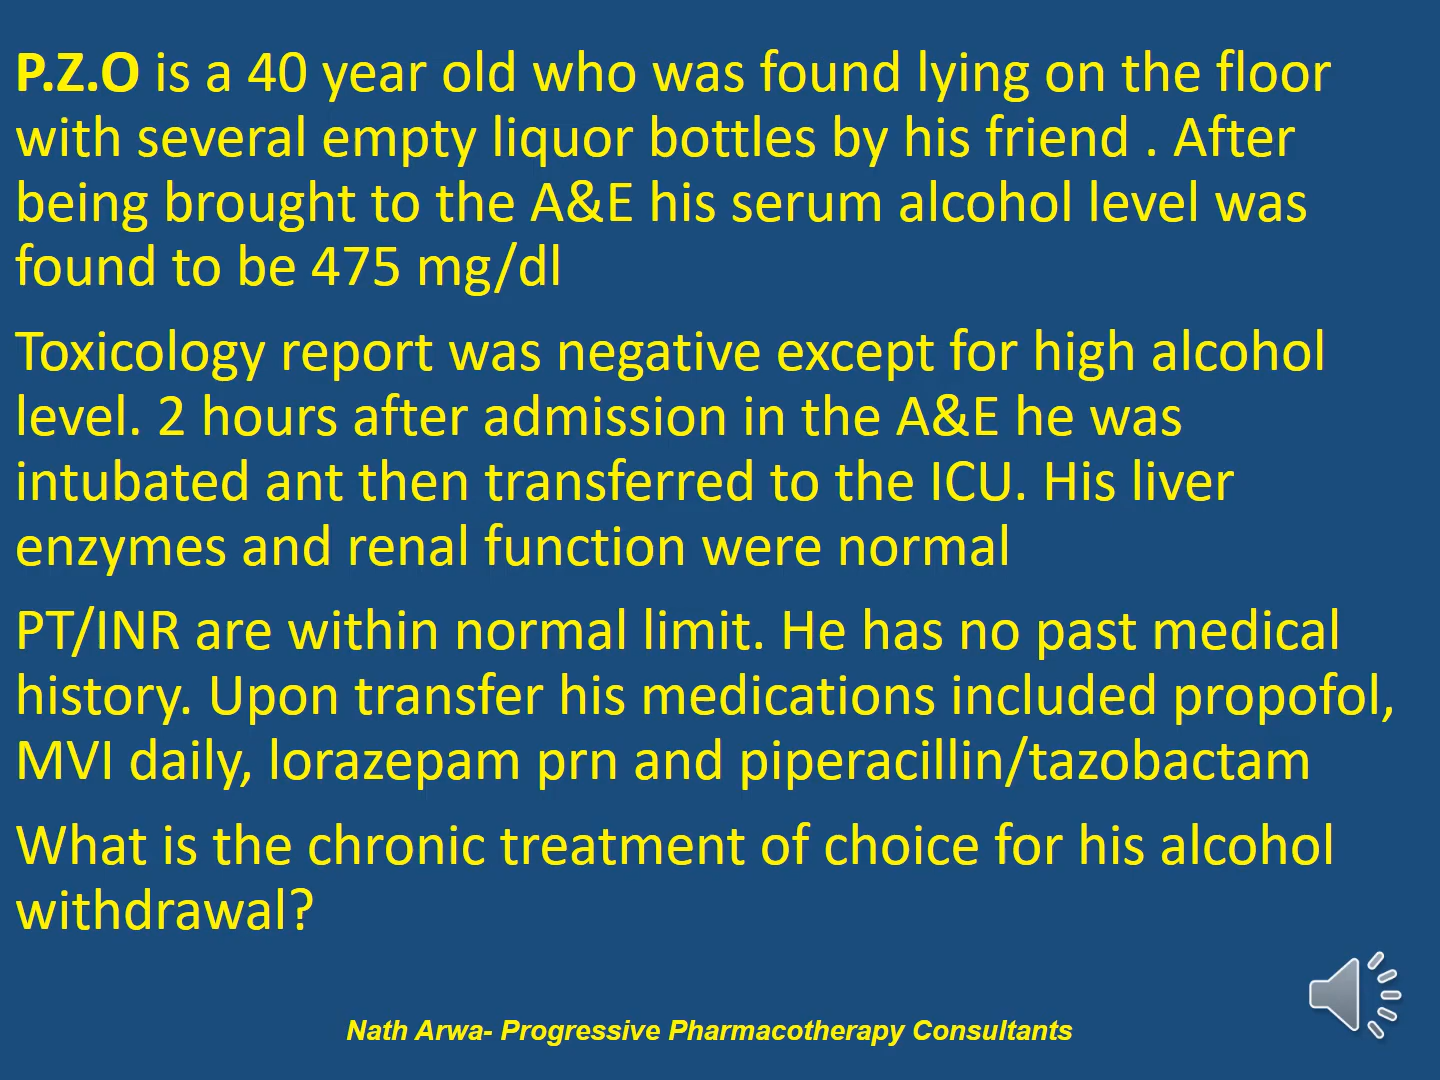 P.Z.O is a 40 year old who was found lying on the floor
with several empty liquor bottles by his friend . After
being brought to the A&E his serum alcohol level was
found to be 475 mg/dl
Toxicology report was negative except for high alcohol
level. 2 hours after admission in the A&E he was
intubated ant then transferred to the ICU. His liver
enzymes and renal function were normal
PT/INR are within normal limit. He has no past medical
history. Upon transfer his medications included propofol,
MVI daily, lorazepam prn and piperacillin/tazobactam
What is the chronic treatment of choice for his alcohol
withdrawal?
Nath Arwa- Progressive Pharmacotherapy Consultants